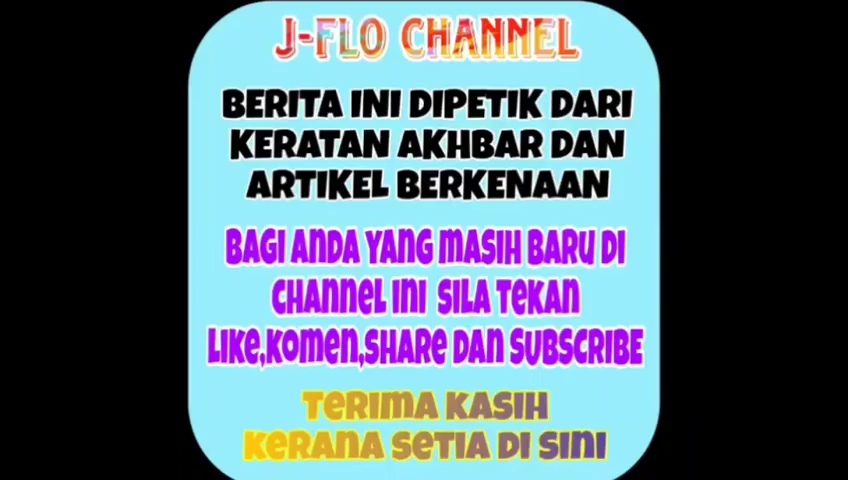 J-FLO CHANNEL
BERITA INI DIPETIK DARI
KERATAN AKHBAR DAN
ARTIKEL BERKENAAN
BAGI ANDA YANG MASIH BARU DI
CHANNEL INI SILA TEKAN
LIKE,KOMEN,SHARE DAN SUBSCRIBE
TERIMA KASIH
KERANA SETIA DI SINI